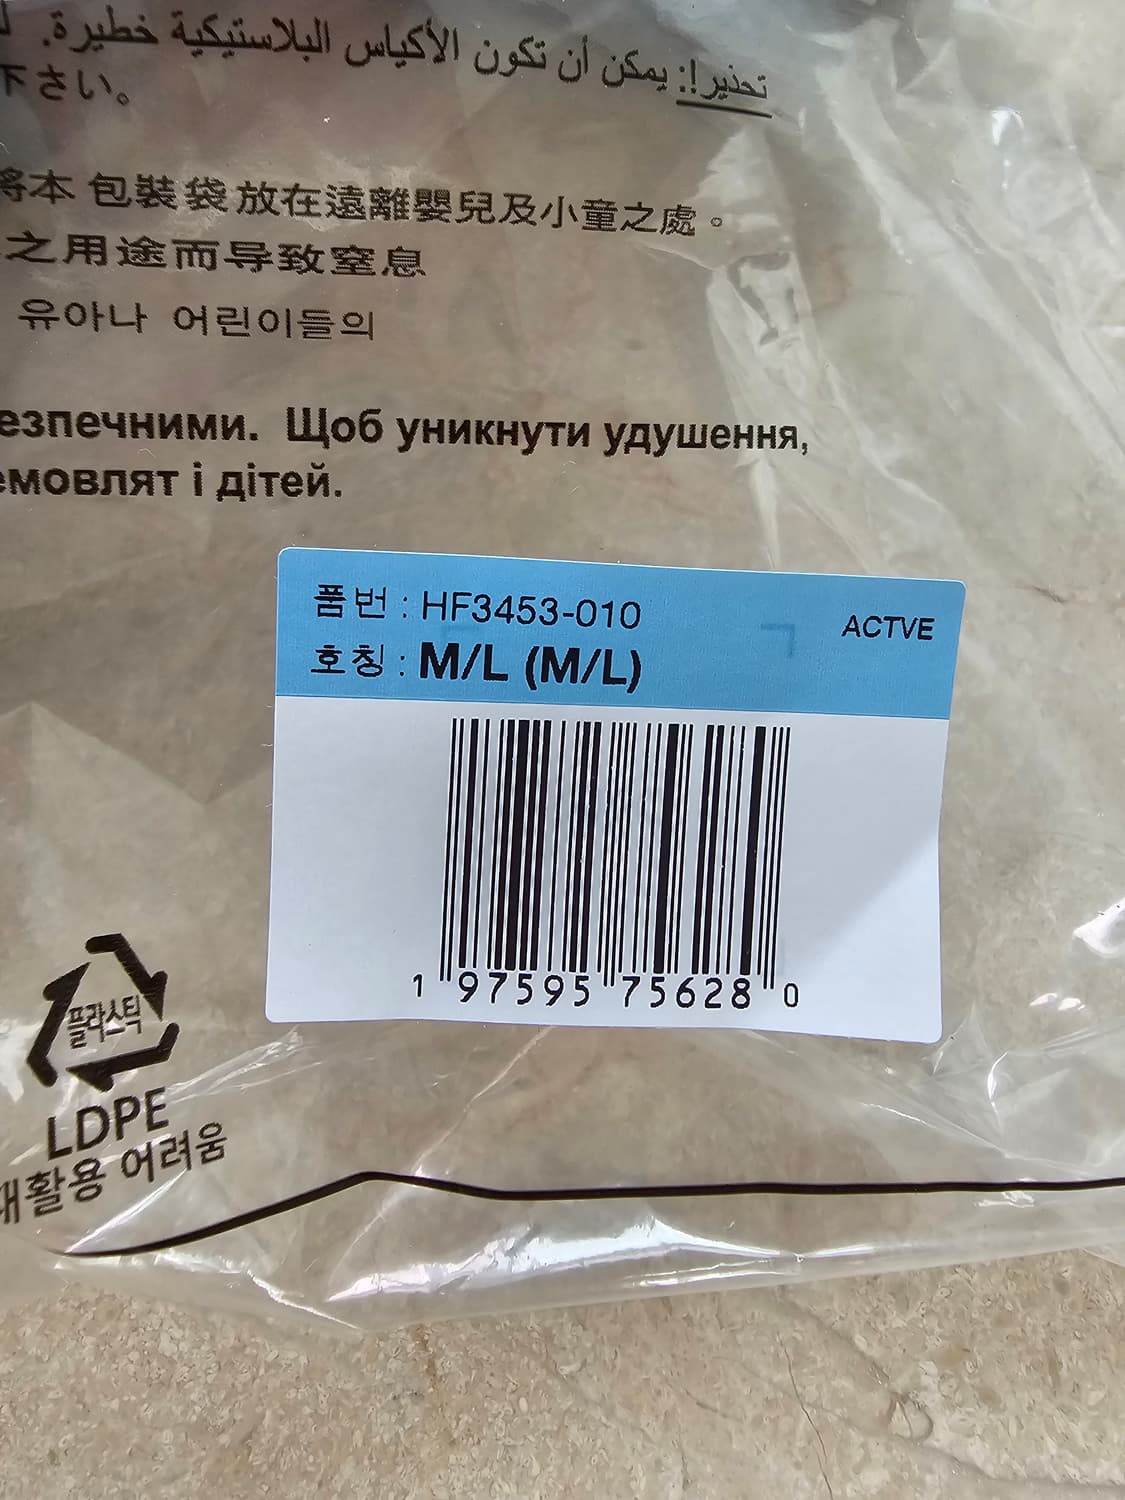 تحذير!: يمكن أن تكون الأكياس البلاستيكية خطيرة.
下さい。
將本 包裝袋 放在遠離嬰兒及小童之處。
之用途而导致窒息
유아나 어린이들의
езпечними. Щоб уникнути удушення,
емовлят і дітей.
품번 : HF3453-010
ACTVE
호칭 : M/L (M/L)
1 97595 75628 0
플라스틱
LDPE
재활용 어려움